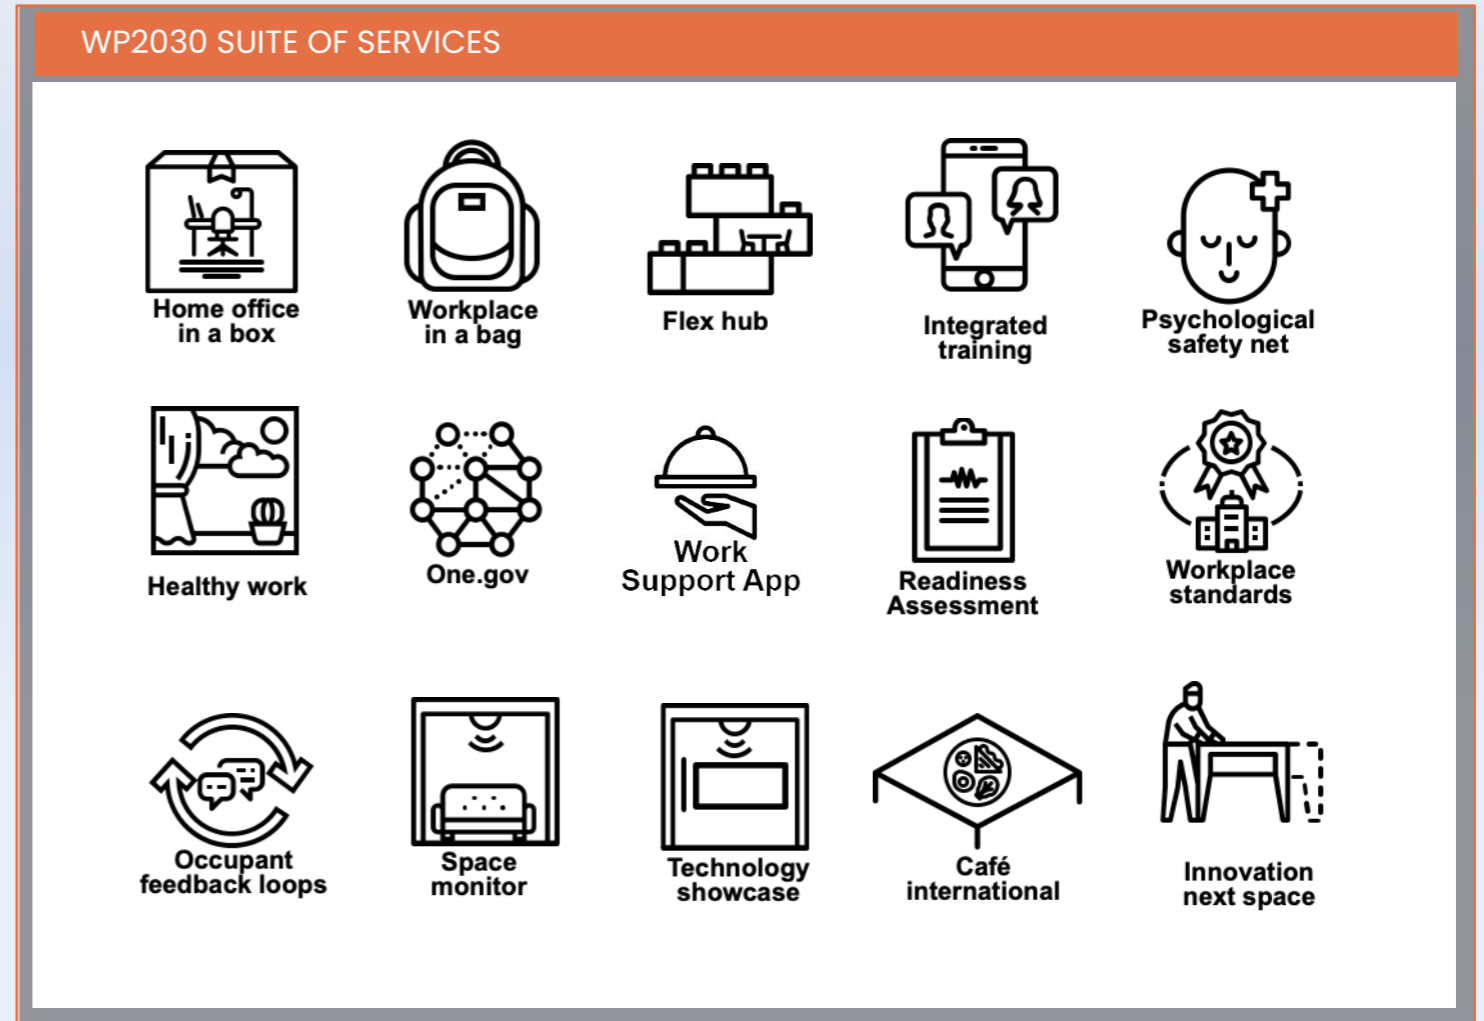 WP2030 SUITE OF SERVICES
Home office
in a box
Workplace
in a bag
Flex hub
Integrated
training
Psychological
safety net
Healthy work
One.gov
Work
Support App
Readiness
Assessment
Workplace
standards
Occupant
feedback loops
Space
monitor
Technology
showcase
Café
international
Innovation
next space